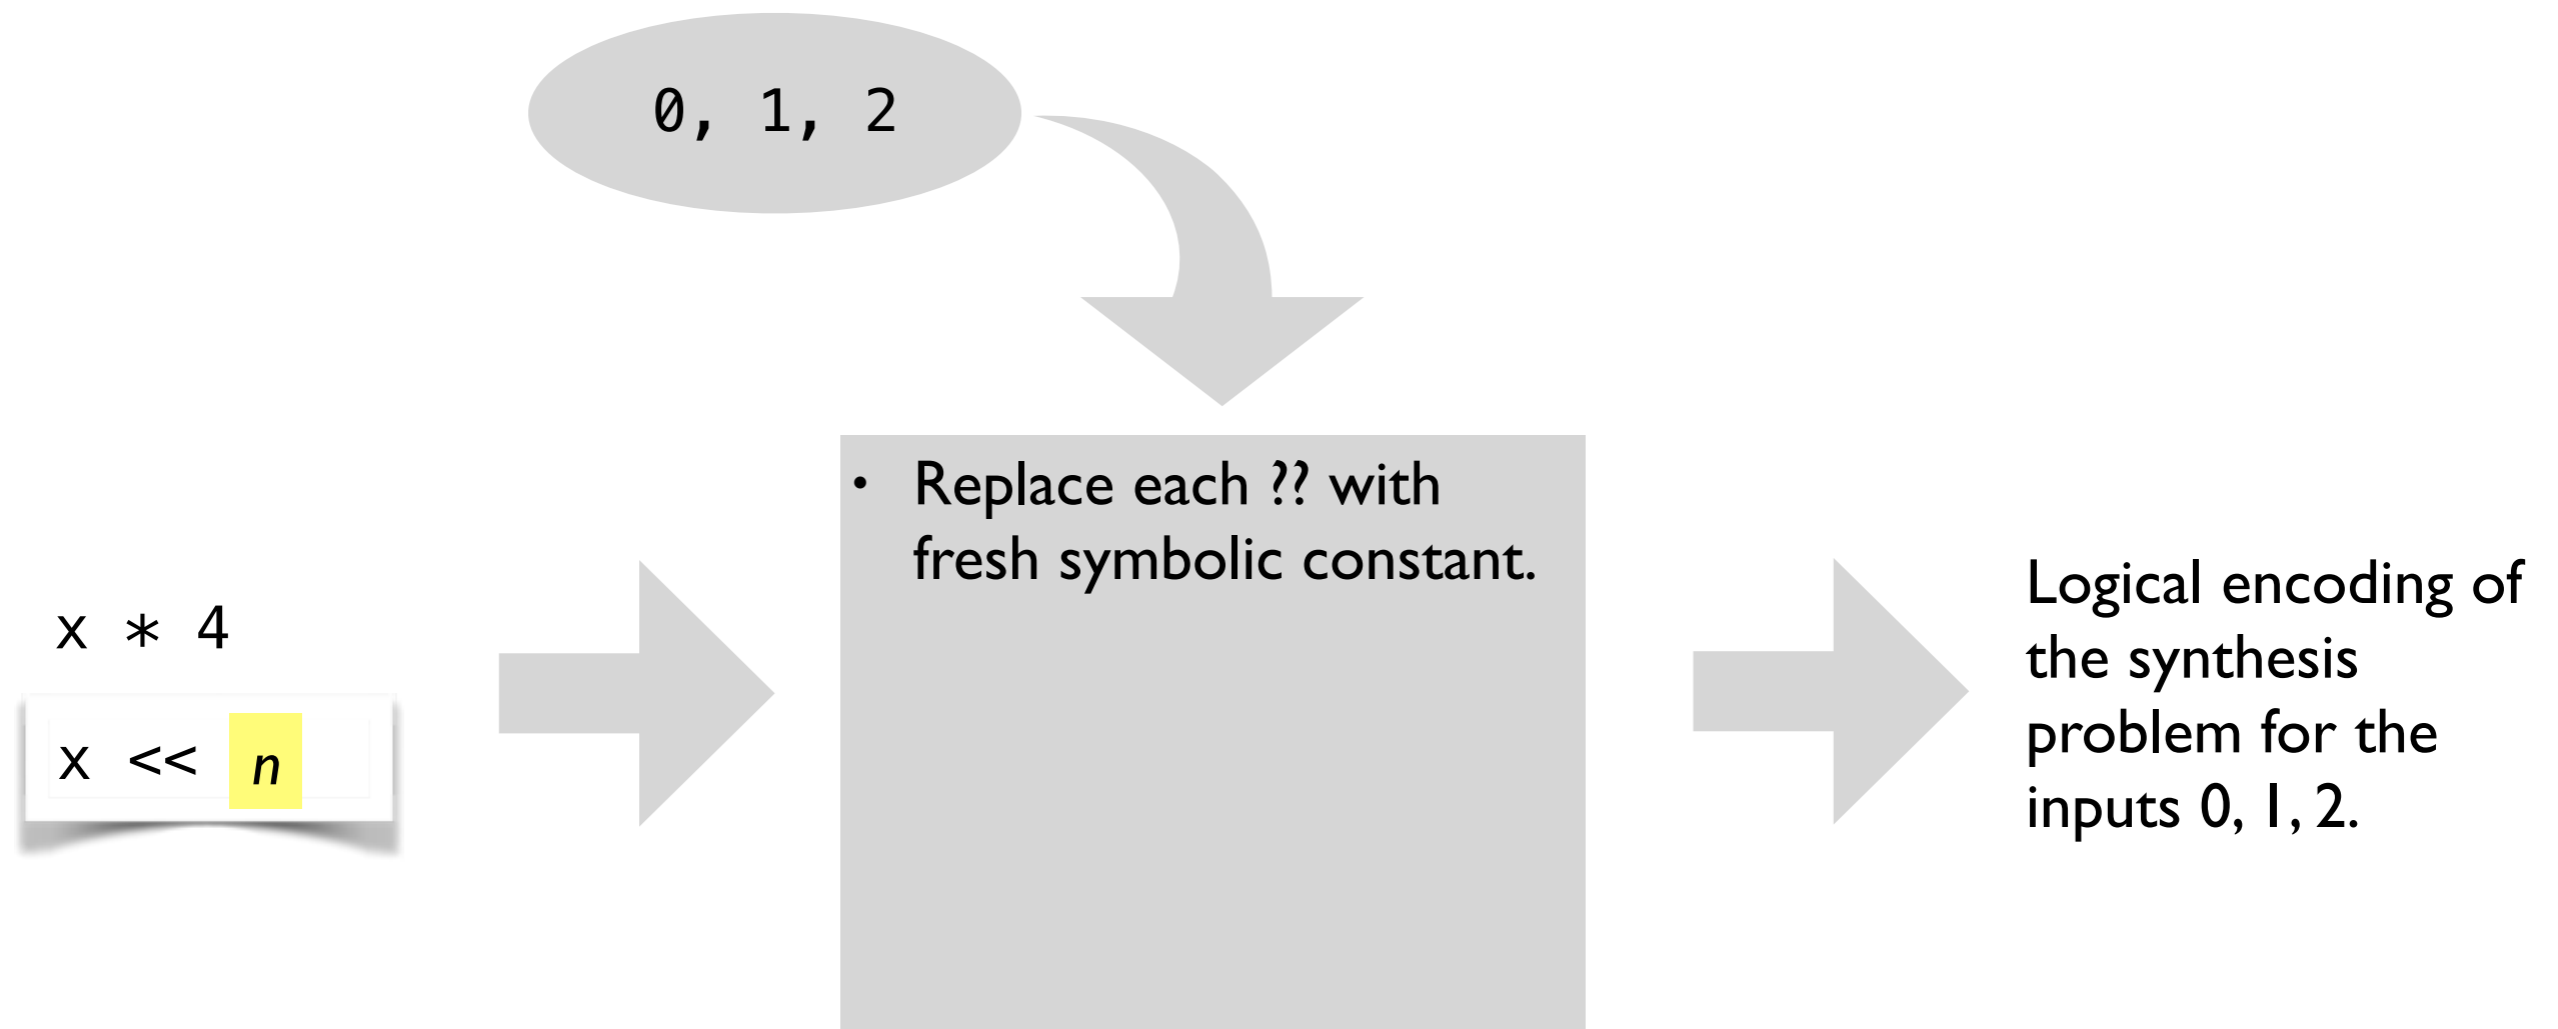 0, 1, 2
• Replace each ?? with
fresh symbolic constant.
x * 4
x << n
Logical encoding of
the synthesis
problem for the
inputs 0, 1, 2.